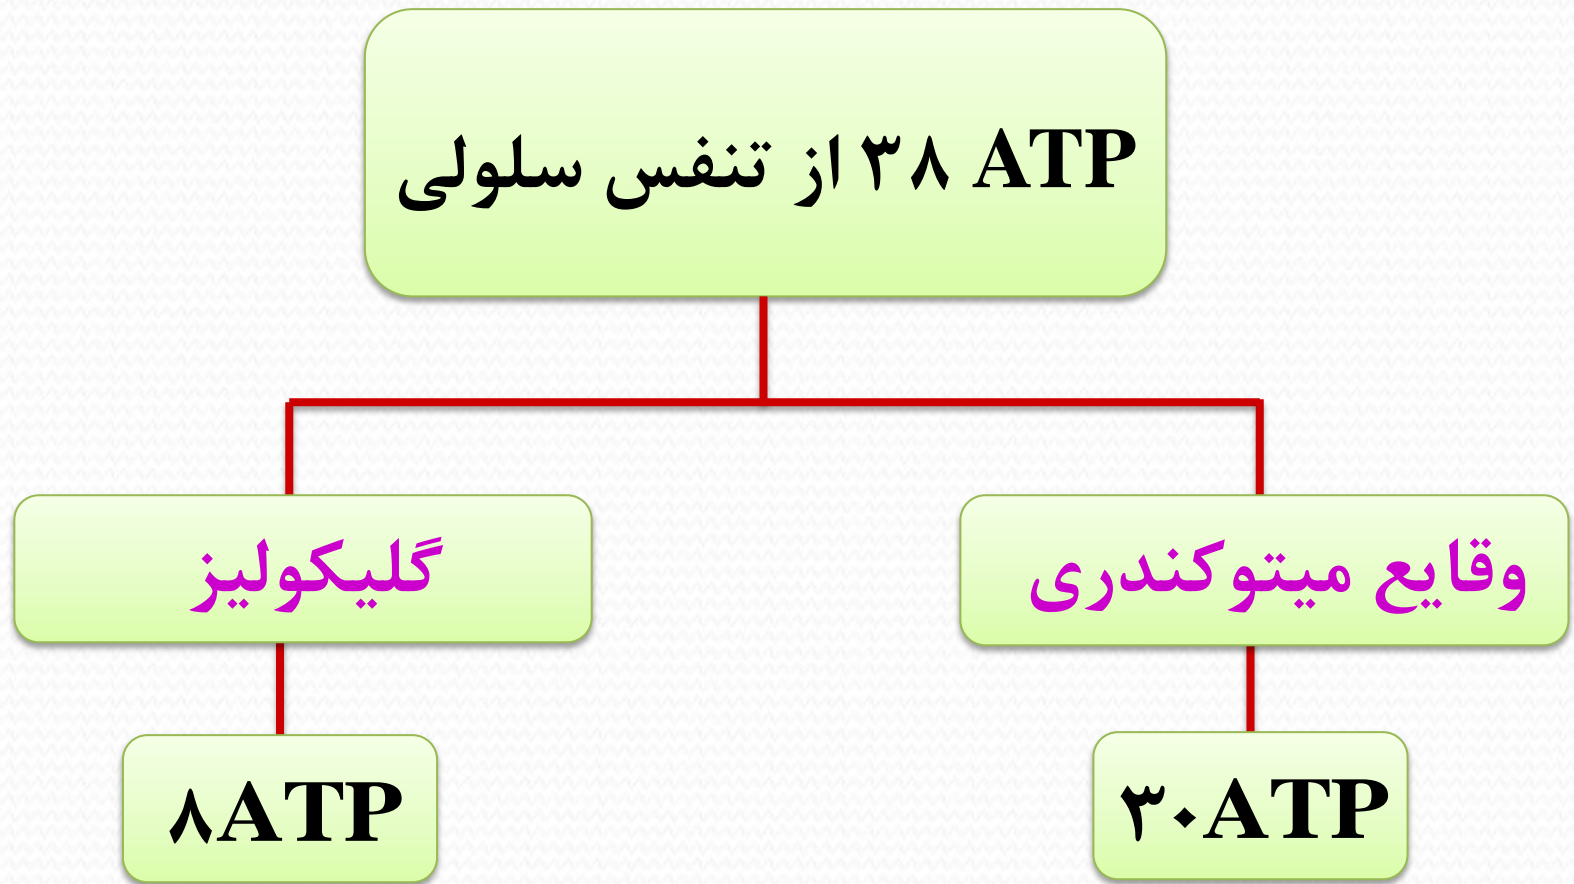 ۳۸ ATP از تنفس سلولی
وقایع میتوکندری
گلیکولیز
۳۰ATP
۸ATP